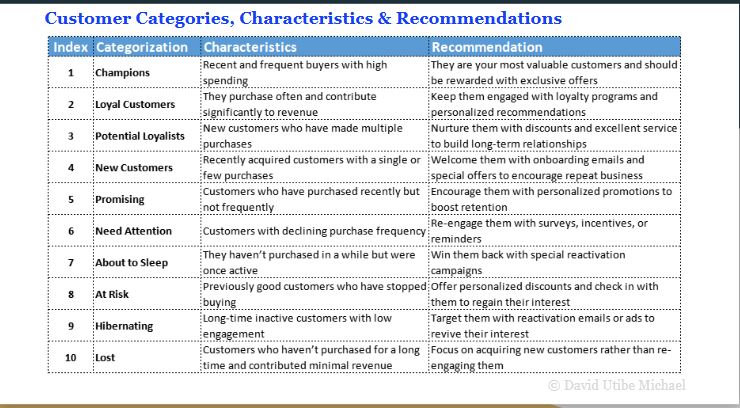 Customer Categories, Characteristics & Recommendations
Index Categorization Characteristics Recommendation
1 Champions Recent and frequent buyers with high spending They are your most valuable customers and should be rewarded with exclusive offers
2 Loyal Customers They purchase often and contribute significantly to revenue Keep them engaged with loyalty programs and personalized recommendations
3 Potential Loyalists New customers who have made multiple purchases Nurture them with discounts and excellent service to build long-term relationships
4 New Customers Recently acquired customers with a single or few purchases Welcome them with onboarding emails and special offers to encourage repeat business
5 Promising Customers who have purchased recently but not frequently Encourage them with personalized promotions to boost retention
6 Need Attention Customers with declining purchase frequency Re-engage them with surveys, incentives, or reminders
7 About to Sleep They haven't purchased in a while but were once active Win them back with special reactivation campaigns
8 At Risk Previously good customers who have stopped buying Offer personalized discounts and check in with them to regain their interest
9 Hibernating Long-time inactive customers with low engagement Target them with reactivation emails or ads to revive their interest
10 Lost Customers who haven't purchased for a long time and contributed minimal revenue Focus on acquiring new customers rather than re-engaging them
© David Utibe Michael